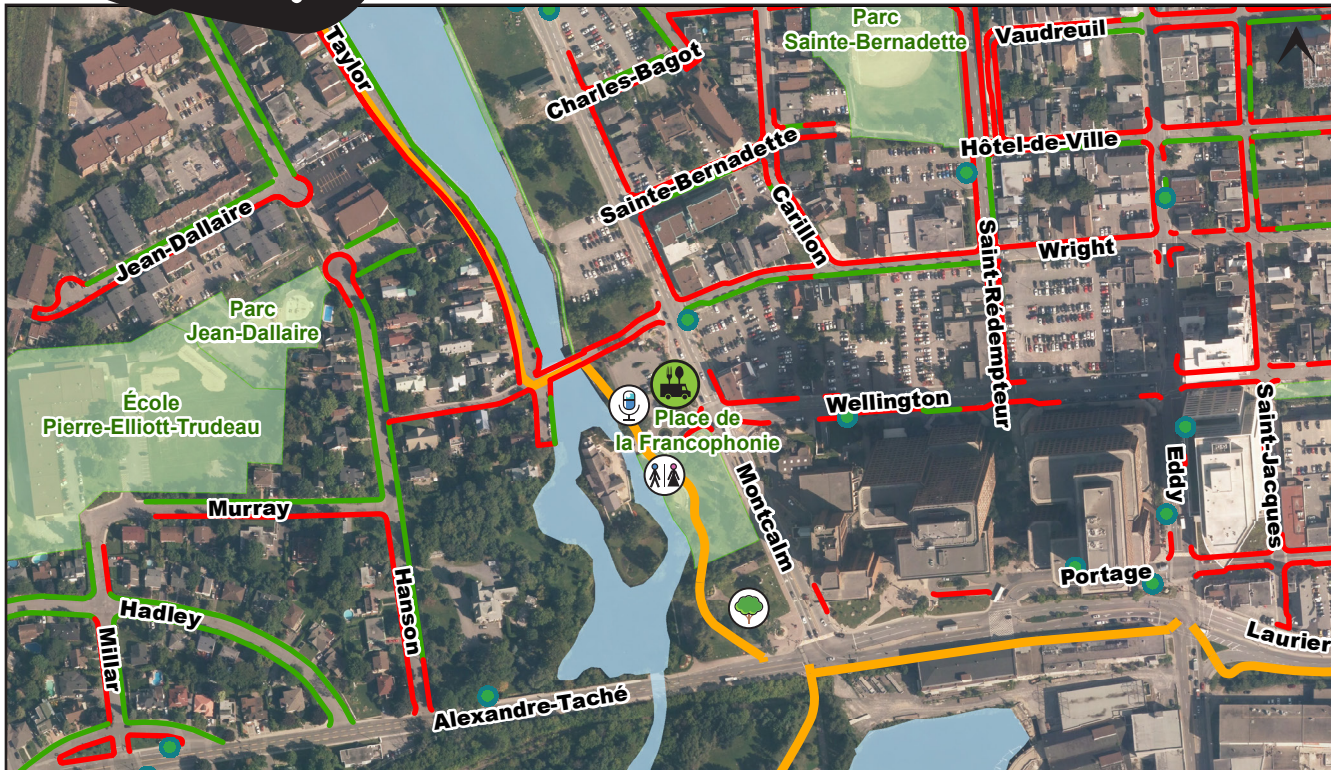 Parc
Sainte-Bernadette
Vaudreuil
Taylor
Charles-Bagot
Hôtel-de-Ville
Sainte-Bernadette
Carillon
Jean-Dallaire
Saint-Rédempteur
Wright
Parc
Jean-Dallaire
École
Pierre-Elliott-Trudeau
Wellington
Place de
la Francophonie
Saint-Jacques
Eddy
Montcalm
Murray
Portage
Hanson
Hadley
Millar
Laurier
Alexandre-Taché